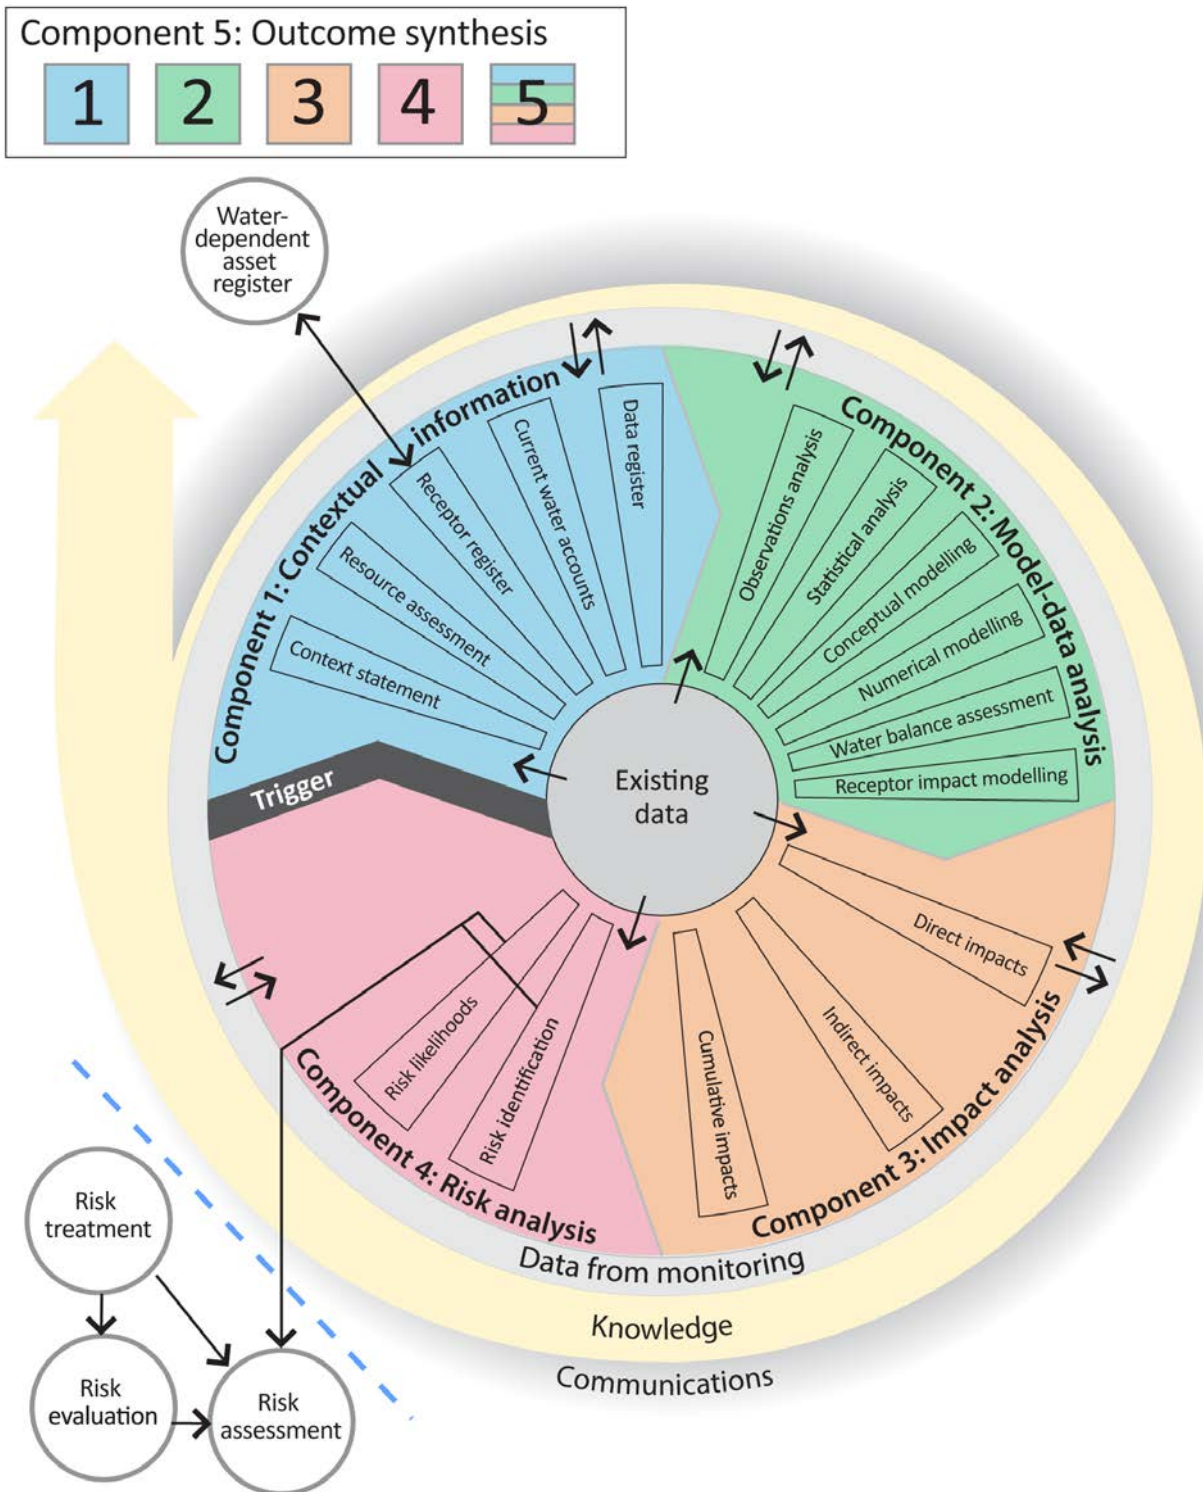 Component 5: Outcome synthesis
1 2 3 4 5
Water-
dependent
asset
register
Component 1: Contextual information
Context statement
Resource assessment
Receptor register
Current water accounts
Data register
Component 2: Model-data analysis
Observations analysis
Statistical analysis
Conceptual modelling
Numerical modelling
Water balance assessment
Receptor impact modelling
Trigger
Existing
data
Component 3: Impact analysis
Direct impacts
Indirect impacts
Cumulative impacts
Component 4: Risk analysis
Risk identification
Risk likelihoods
Data from monitoring
Knowledge
Communications
Risk
treatment
Risk
evaluation
Risk
assessment